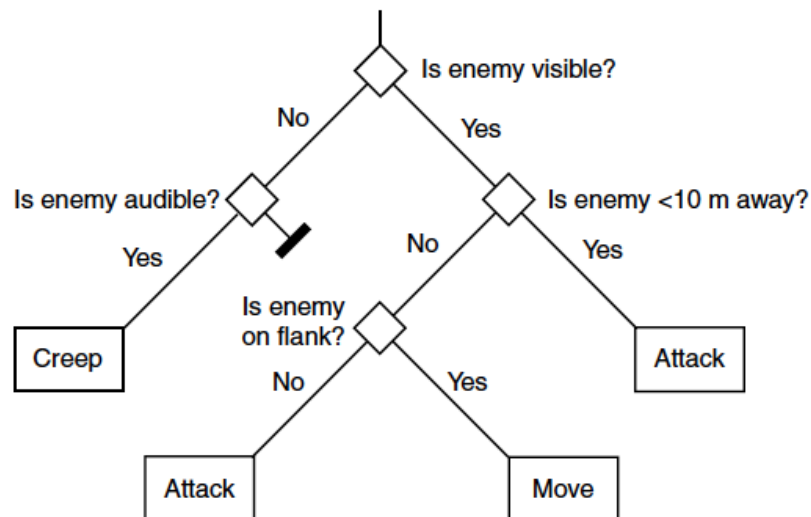 Is enemy visible?
No
Yes
Is enemy audible?
Is enemy <10 m away?
Yes
No
Yes
Is enemy
on flank?
Creep
Attack
No
Yes
Attack
Move